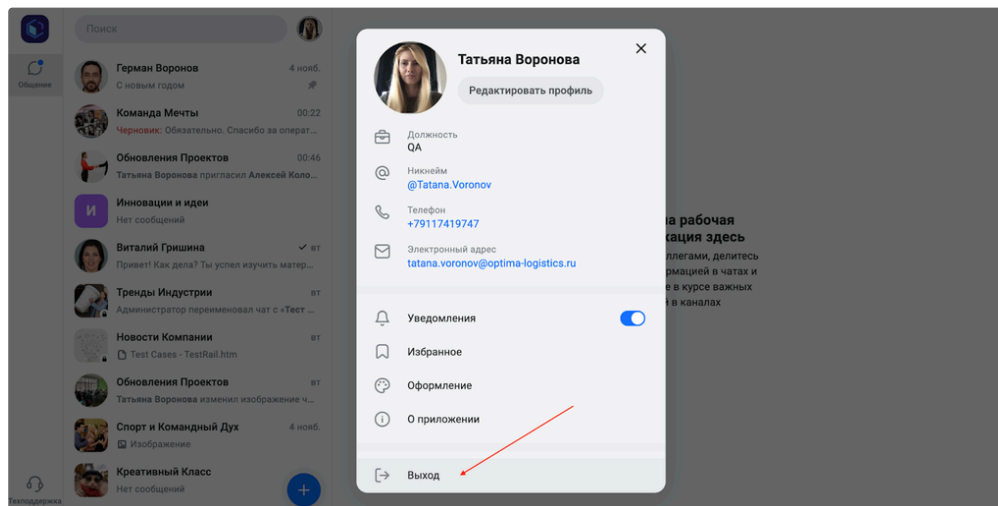 Поиск
Общение
Герман Воронов 4 нояб.
С новым годом
Команда Мечты 00:22
Черновик: Обязательно. Спасибо за операт...
Обновления Проектов 00:46
Татьяна Воронова пригласил Алексей Коло...
И
Инновации и идеи
Нет сообщений
Виталий Гришина вт
Привет! Как дела? Ты успел изучить матер...
Тренды Индустрии вт
Администратор переименовал чат с «Тест ...
Новости Компании вт
Test Cases - TestRail.htm
Обновления Проектов вт
Татьяна Воронова изменил изображение ч...
Спорт и Командный Дух 4 нояб.
Изображение
Креативный Класс
Нет сообщений
Техподдержка
Татьяна Воронова
Редактировать профиль
Должность
QA
Никнейм
@Tatana.Voronov
Телефон
+79117419747
Электронный адрес
tatana.voronov@optima-logistics.ru
Уведомления
Избранное
Оформление
О приложении
Выход
рабочая
здесь
делитесь
в чатах и
в курсе важных
в каналах